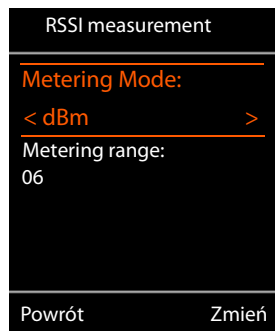 RSSI measurement
Metering Mode:
< dBm >
Metering range:
06
Powrót Zmień